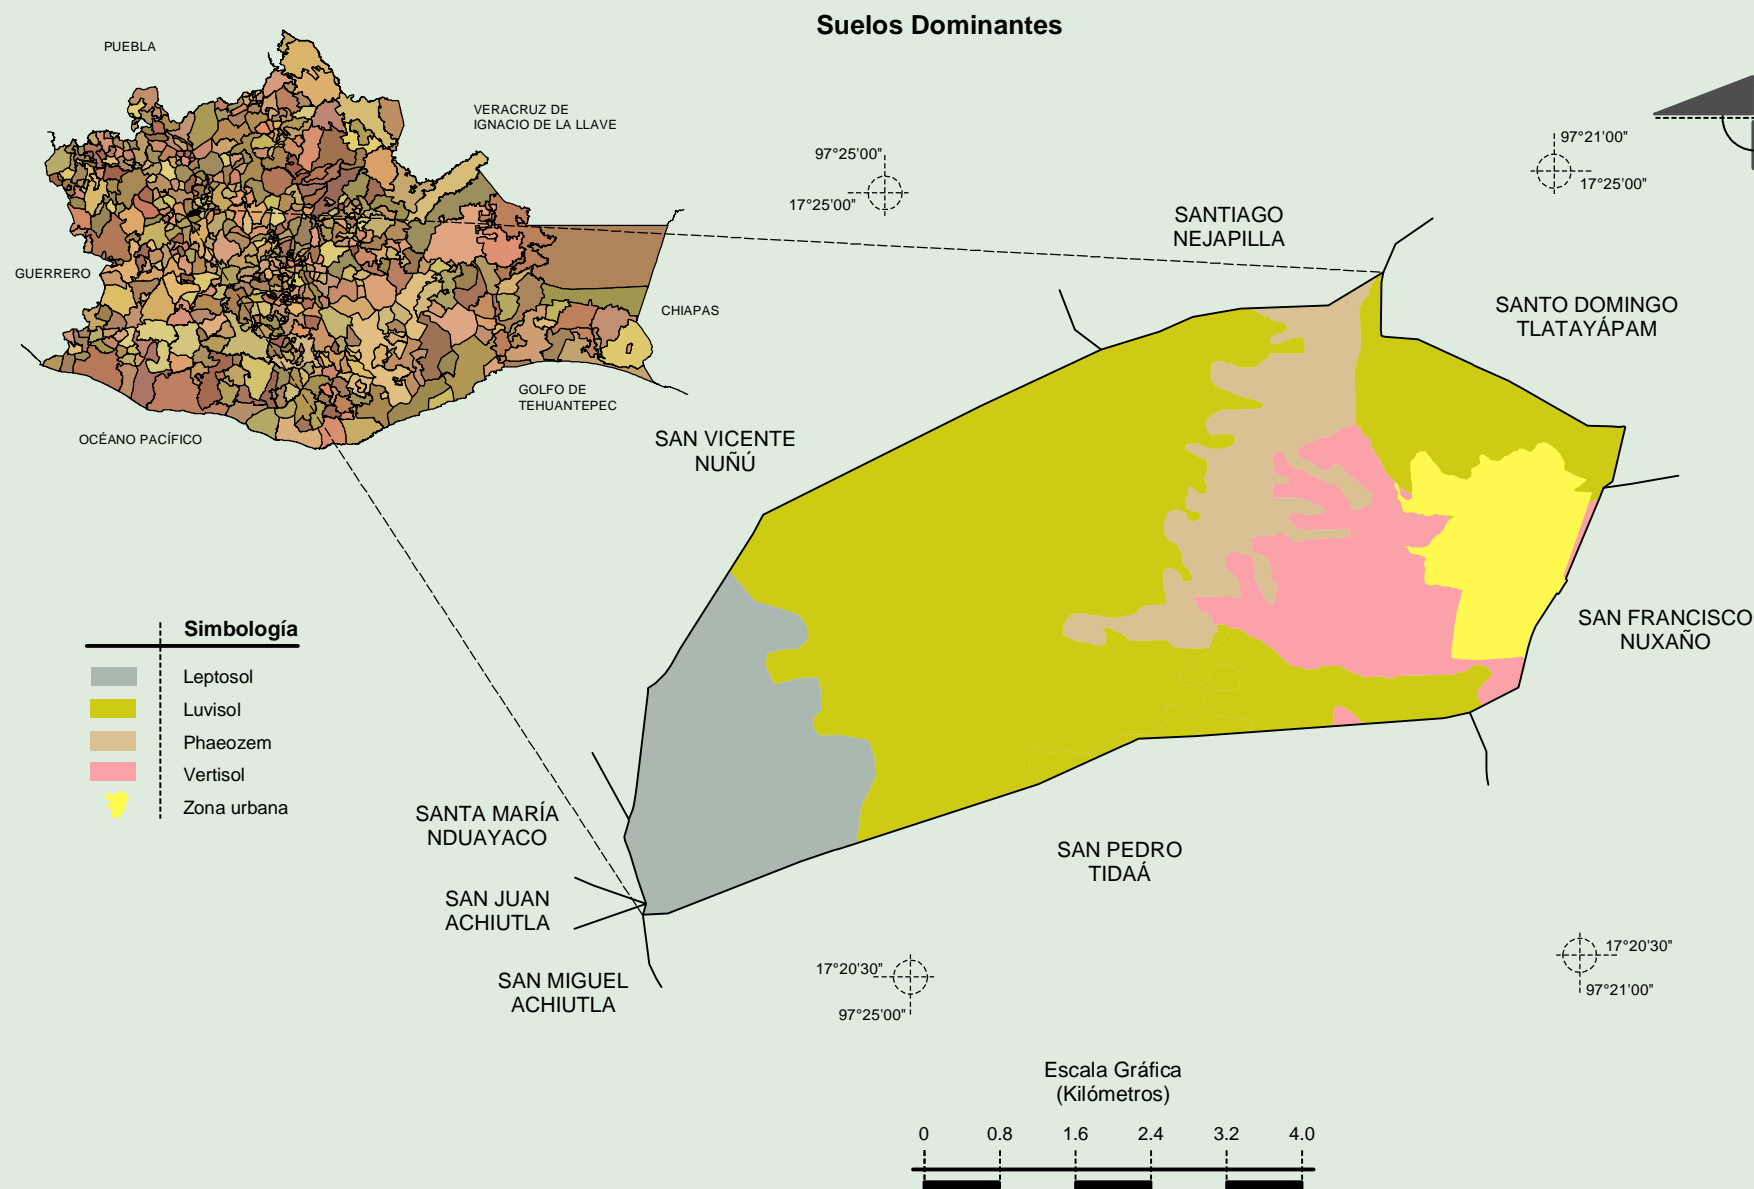 Suelos Dominantes
PUEBLA
VERACRUZ DE
IGNACIO DE LA LLAVE
GUERRERO
CHIAPAS
GOLFO DE
TEHUANTEPEC
OCÉANO PACÍFICO
97°25'00"
17°25'00"
97°21'00"
17°25'00"
SANTIAGO
NEJAPILLA
SANTO DOMINGO
TLATAYÁPAM
SAN VICENTE
NUÑÚ
SAN FRANCISCO
NUXAÑO
Simbología
Leptosol
Luvisol
Phaeozem
Vertisol
Zona urbana
SANTA MARÍA
NDUAYACO
SAN JUAN
ACHIUTLA
SAN MIGUEL
ACHIUTLA
SAN PEDRO
TIDAÁ
17°20'30"
97°25'00"
17°20'30"
97°21'00"
Escala Gráfica
(Kilómetros)
0 0.8 1.6 2.4 3.2 4.0